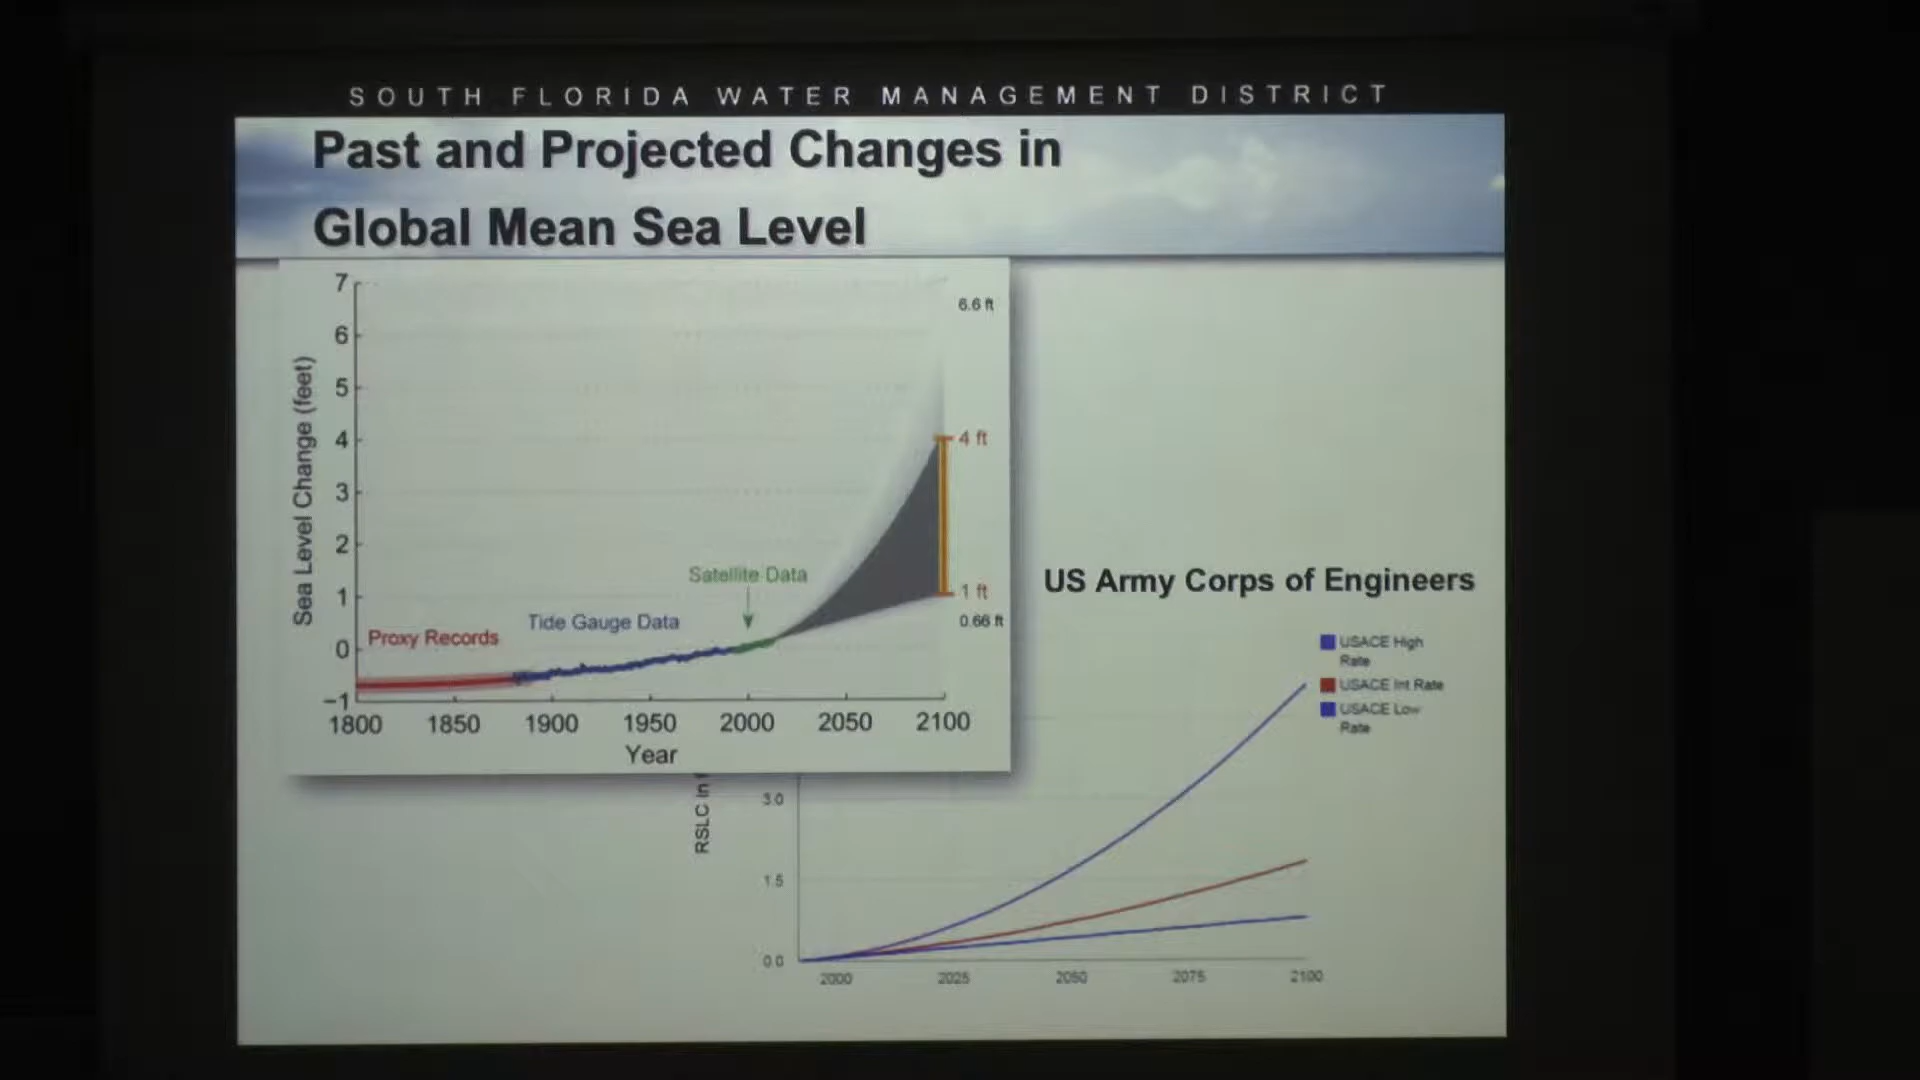 SOUTH FLORIDA WATER MANAGEMENT DISTRICT
Past and Projected Changes in
Global Mean Sea Level
7
6
5
4
3
2
1
0
−1
Sea Level Change (feet)
1800 1850 1900 1950 2000 2050 2100
Year
Proxy Records
Tide Gauge Data
Satellite Data
6.6 ft
4 ft
1 ft
0.66 ft
US Army Corps of Engineers
USACE High
Rate
USACE Int Rate
USACE Low
Rate
RSLC in
3.0
1.5
0.0
2000 2025 2050 2075 2100